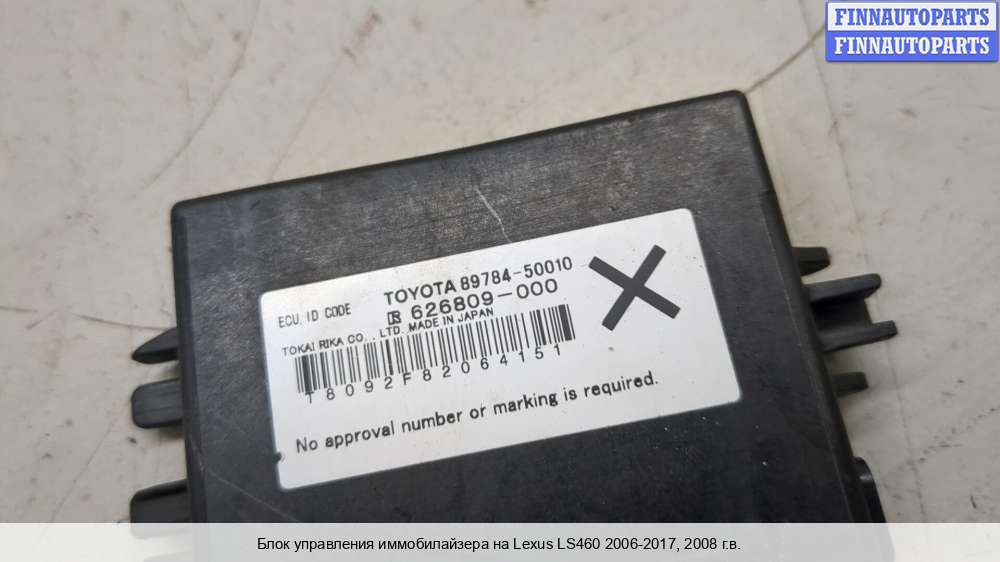 FINNAUTOPARTS
FINNAUTOPARTS
ECU. ID CODE
TOYOTA 89784-50010
626809-000
TOKAI RIKA CO., LTD. MADE IN JAPAN
T8092F82064151
No approval number or marking is required.
Блок управления иммобилайзера на Lexus LS460 2006-2017, 2008 г.в.